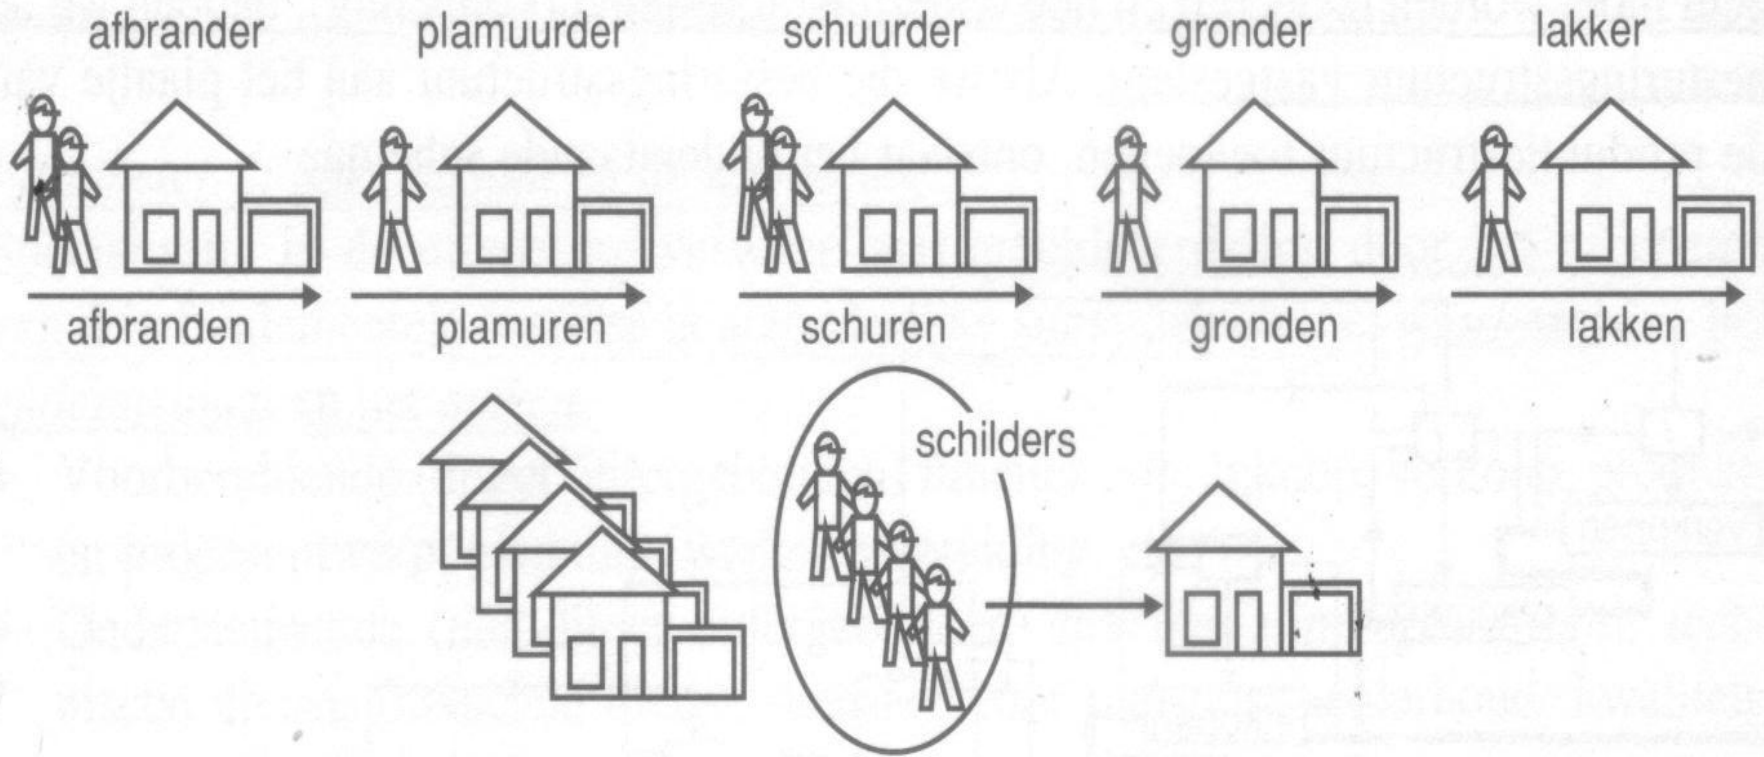 afbrander plamuurder schuurder gronder lakker
afbranden plamuren schuren gronden lakken
schilders